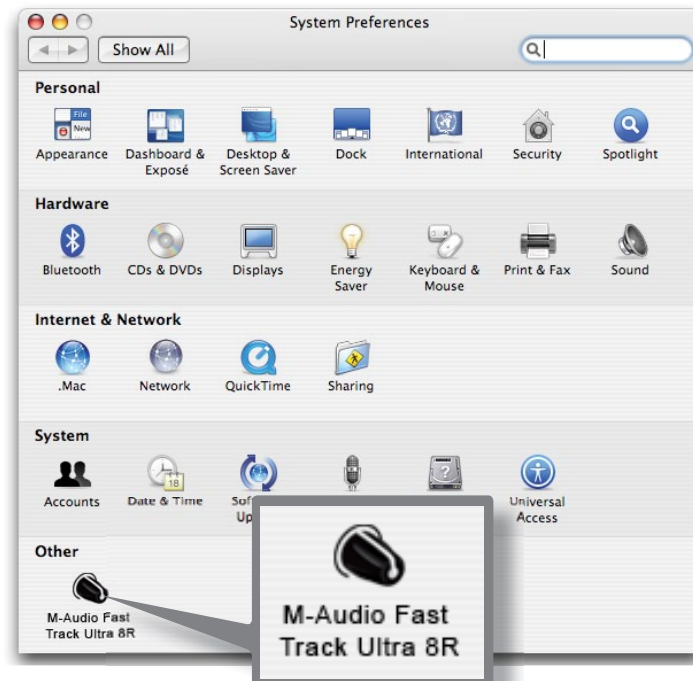 System Preferences
Show All
Personal
File
New
Appearance
Dashboard &
Exposé
Desktop &
Screen Saver
Dock
International
Security
Spotlight
Hardware
Bluetooth
CDs & DVDs
Displays
Energy
Saver
Keyboard &
Mouse
Print & Fax
Sound
Internet & Network
.Mac
Network
QuickTime
Sharing
System
18
?
Accounts
Date & Time
Universal
Access
Other
M-Audio Fast
Track Ultra 8R
M-Audio Fast
Track Ultra 8R